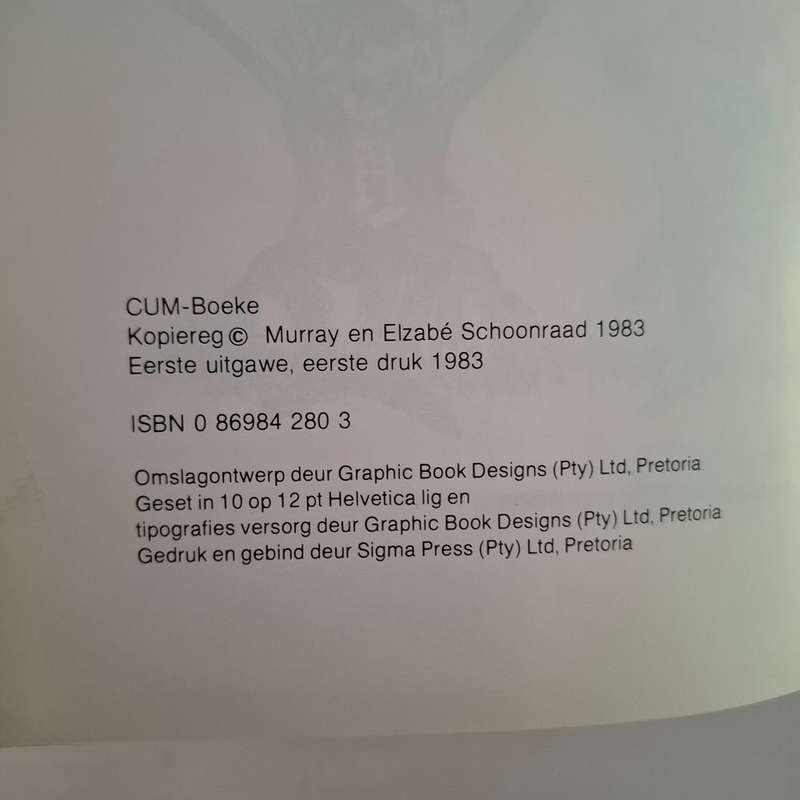 CUM-Boeke
Kopiereg © Murray en Elzabé Schoonraad 1983
Eerste uitgawe, eerste druk 1983
ISBN 0 86984 280 3
Omslagontwerp deur Graphic Book Designs (Pty) Ltd, Pretoria
Geset in 10 op 12 pt Helvetica lig en
tipografies versorg deur Graphic Book Designs (Pty) Ltd, Pretoria
Gedruk en gebind deur Sigma Press (Pty) Ltd, Pretoria